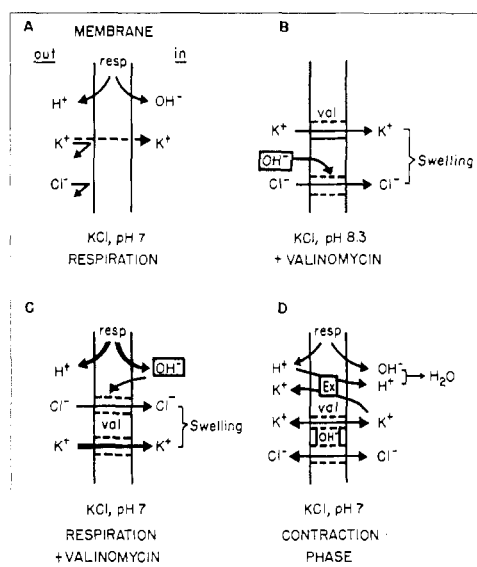 A
MEMBRANE
out
resp
in
H⁺
OH⁻
K⁺
K⁺
Cl⁻
KCl, pH 7
RESPIRATION
B
val
K⁺
K⁺
OH⁻
Swelling
Cl⁻
Cl⁻
KCl, pH 8.3
+ VALINOMYCIN
C
resp
H⁺
OH⁻
Cl⁻
Cl⁻
val
Swelling
K⁺
K⁺
KCl, pH 7
RESPIRATION
+VALINOMYCIN
D
resp
H⁺
OH⁻
H⁺
H₂O
K⁺
Ex
val
K⁺
K⁺
OH⁻
Cl⁻
Cl⁻
KCl, pH 7
CONTRACTION
PHASE